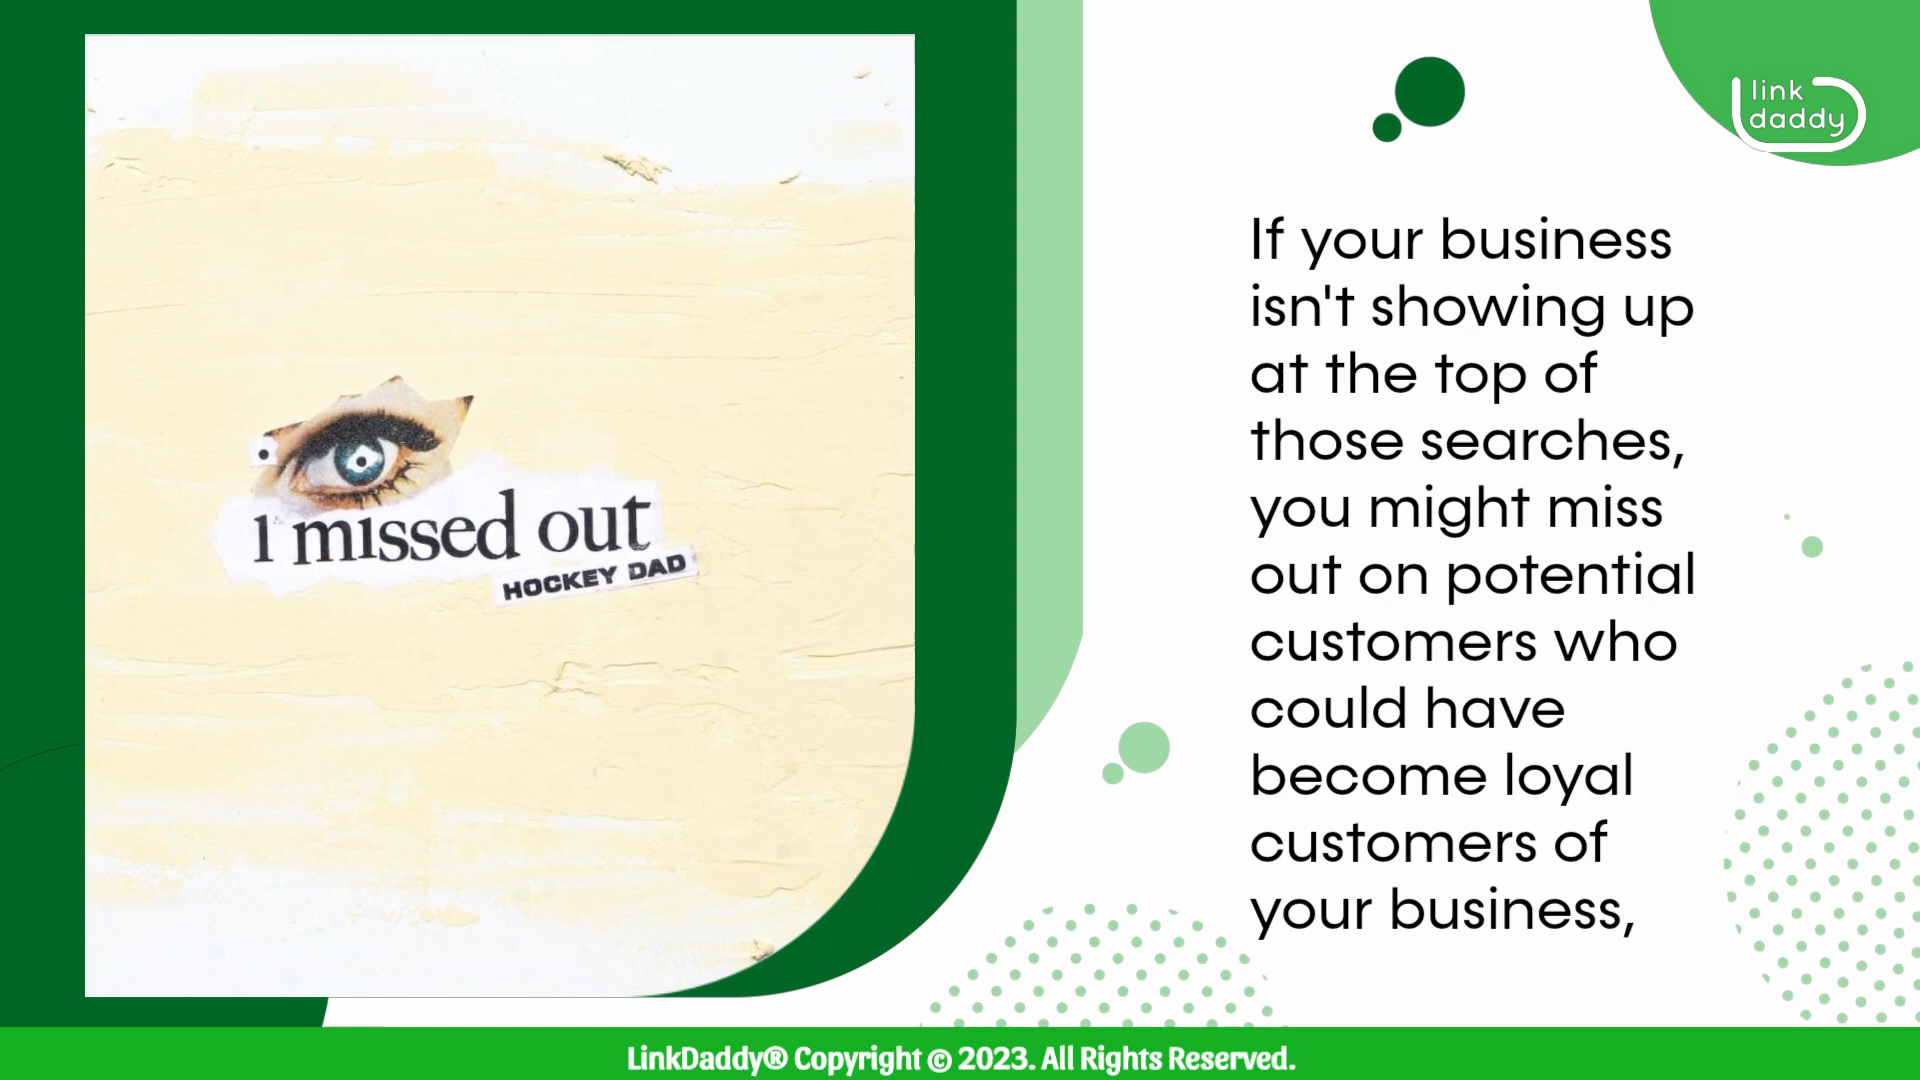 link
daddy
If your business
isn't showing up
at the top of
those searches,
you might miss
out on potential
customers who
could have
become loyal
customers of
your business,
i missed out
HOCKEY DAD
LinkDaddy® Copyright © 2023. All Rights Reserved.